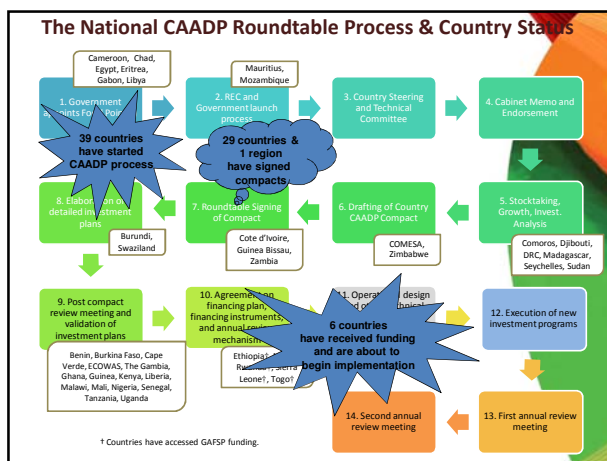 The National CAADP Roundtable Process & Country Status
Cameroon, Chad,
Egypt, Eritrea,
Gabon, Libya
Mauritius,
Mozambique
1. Government
2. REC and
Government launch
process
3. Country Steering and Technical
Committee
4. Cabinet Memo and
Endorsement
39 countries
have started
CAADP process
29 countries &
1 region
have signed
compacts
8. Elaboration of
detailed investment
plans
Burundi,
Swaziland
7. Roundtable Signing
of Compact
Cote d'Ivoire,
Guinea Bissau,
Zambia
6. Drafting of Country
CAADP Compact
COMESA,
Zimbabwe
5. Stocktaking,
Growth, Invest.
Analysis
Comoros, Djibouti,
DRC, Madagascar,
Seychelles, Sudan
9. Post compact
review meeting and
validation of
investment plans
Benin, Burkina Faso, Cape
Verde, ECOWAS, The Gambia,
Ghana, Guinea, Kenya, Liberia,
Malawi, Mali, Nigeria, Senegal,
Tanzania, Uganda
10. Agreement on
financing plan,
financing instruments,
and annual review
mechanism
Ethiopia†,
Rwanda†, Sierra
Leone†, Togo†
11. Operational design
6 countries
have received funding
and are about to
begin implementation
12. Execution of new
investment programs
13. First annual
review meeting
14. Second annual
review meeting
† Countries have accessed GAFSP funding.